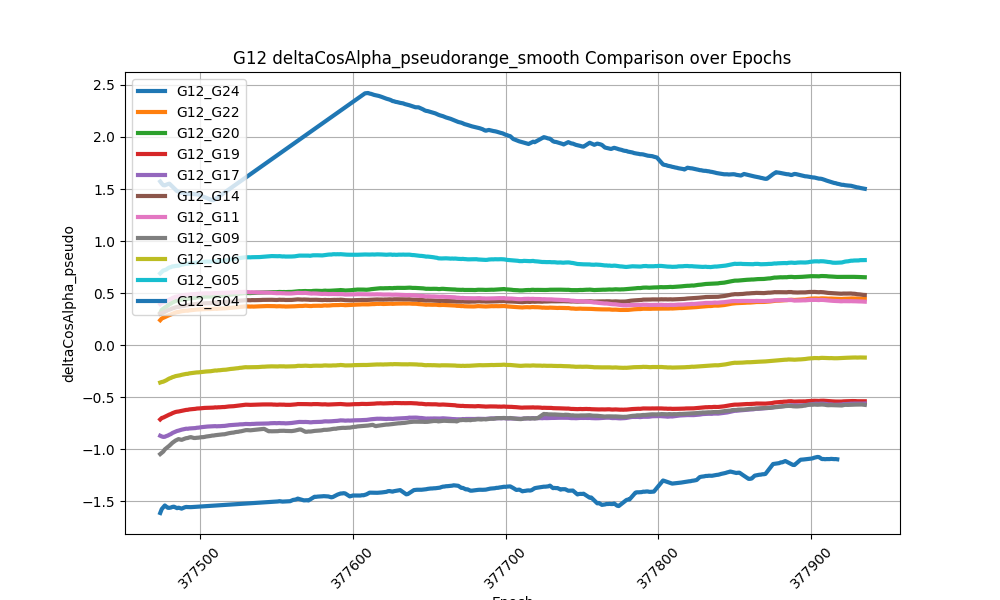 G12 deltaCosAlpha_pseudorange_smooth Comparison over Epochs
deltaCosAlpha_pseudo
2.5
2.0
1.5
1.0
0.5
0.0
−0.5
−1.0
−1.5
G12_G24
G12_G22
G12_G20
G12_G19
G12_G17
G12_G14
G12_G11
G12_G09
G12_G06
G12_G05
G12_G04
377500
377600
377700
377800
377900
Epoch